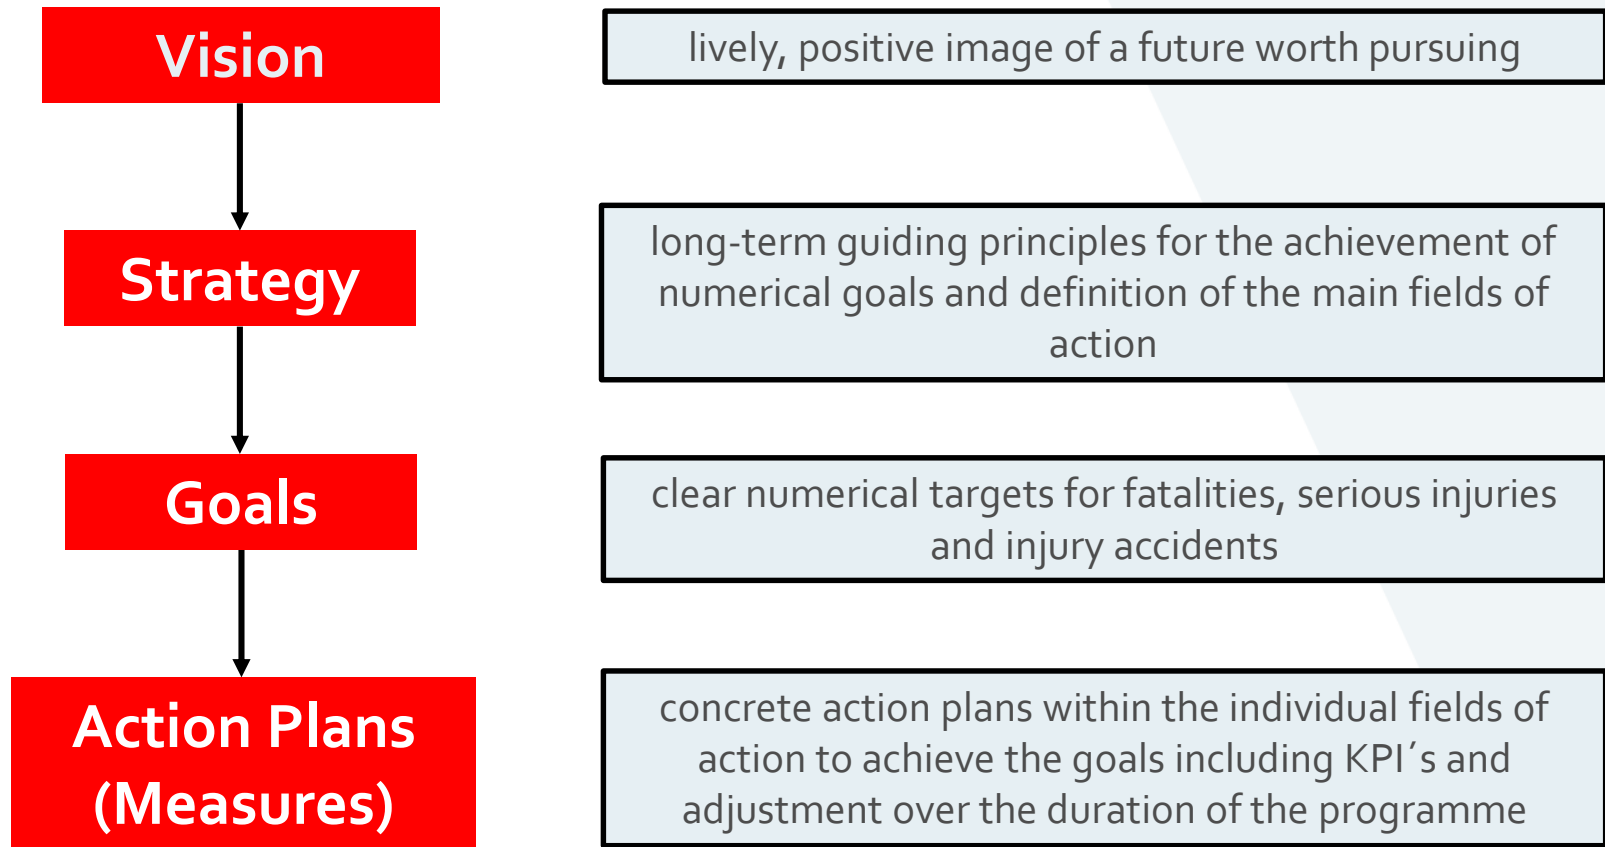 Vision
lively, positive image of a future worth pursuing
Strategy
long-term guiding principles for the achievement of
numerical goals and definition of the main fields of
action
Goals
clear numerical targets for fatalities, serious injuries
and injury accidents
Action Plans
(Measures)
concrete action plans within the individual fields of
action to achieve the goals including KPI´s and
adjustment over the duration of the programme